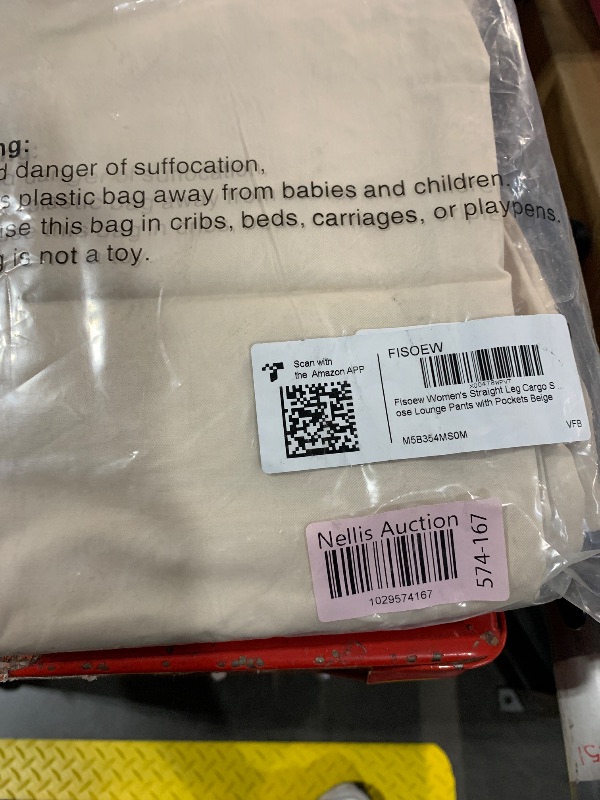 ng:
d danger of suffocation,
s plastic bag away from babies and children.
use this bag in cribs, beds, carriages, or playpens.
g is not a toy.
Scan with
the Amazon APP
FISOEW
Fisoew Women's Straight Leg Cargo S...
ose Lounge Pants with Pockets Beige
M5B354MS0M
VFB
Nellis Auction
574-167
1029574167